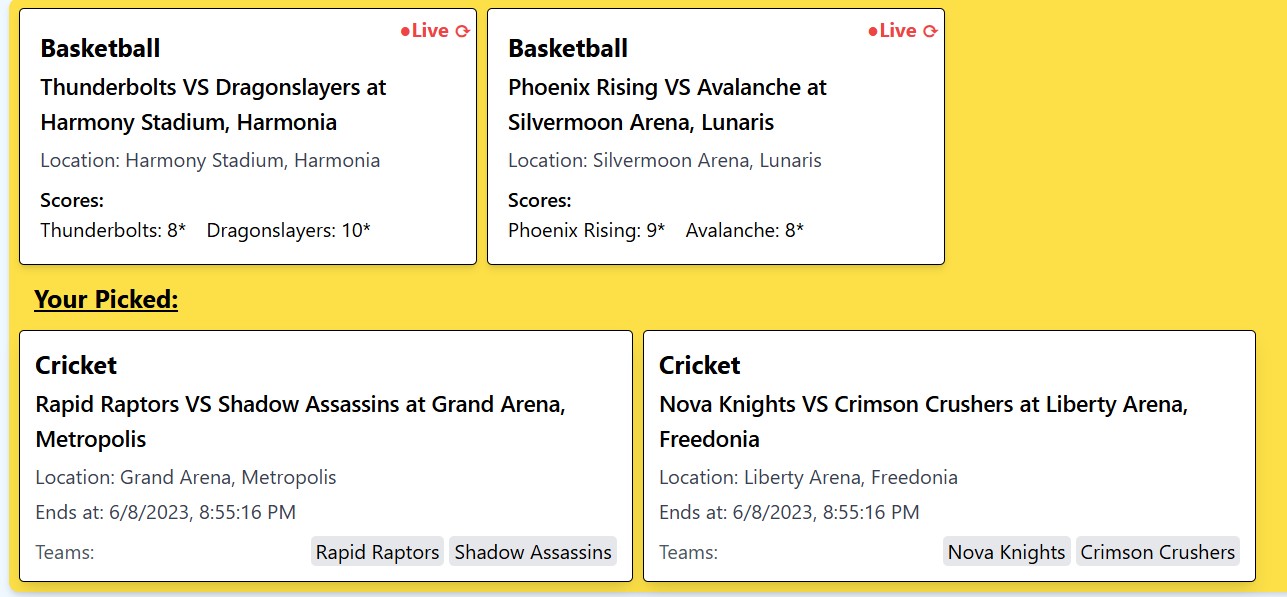 ●Live ⟳
Basketball
Thunderbolts VS Dragonslayers at
Harmony Stadium, Harmonia
Location: Harmony Stadium, Harmonia
Scores:
Thunderbolts: 8* Dragonslayers: 10*
●Live ⟳
Basketball
Phoenix Rising VS Avalanche at
Silvermoon Arena, Lunaris
Location: Silvermoon Arena, Lunaris
Scores:
Phoenix Rising: 9* Avalanche: 8*
Your Picked:
Cricket
Rapid Raptors VS Shadow Assassins at Grand Arena,
Metropolis
Location: Grand Arena, Metropolis
Ends at: 6/8/2023, 8:55:16 PM
Teams: Rapid Raptors Shadow Assassins
Cricket
Nova Knights VS Crimson Crushers at Liberty Arena,
Freedonia
Location: Liberty Arena, Freedonia
Ends at: 6/8/2023, 8:55:16 PM
Teams: Nova Knights Crimson Crushers